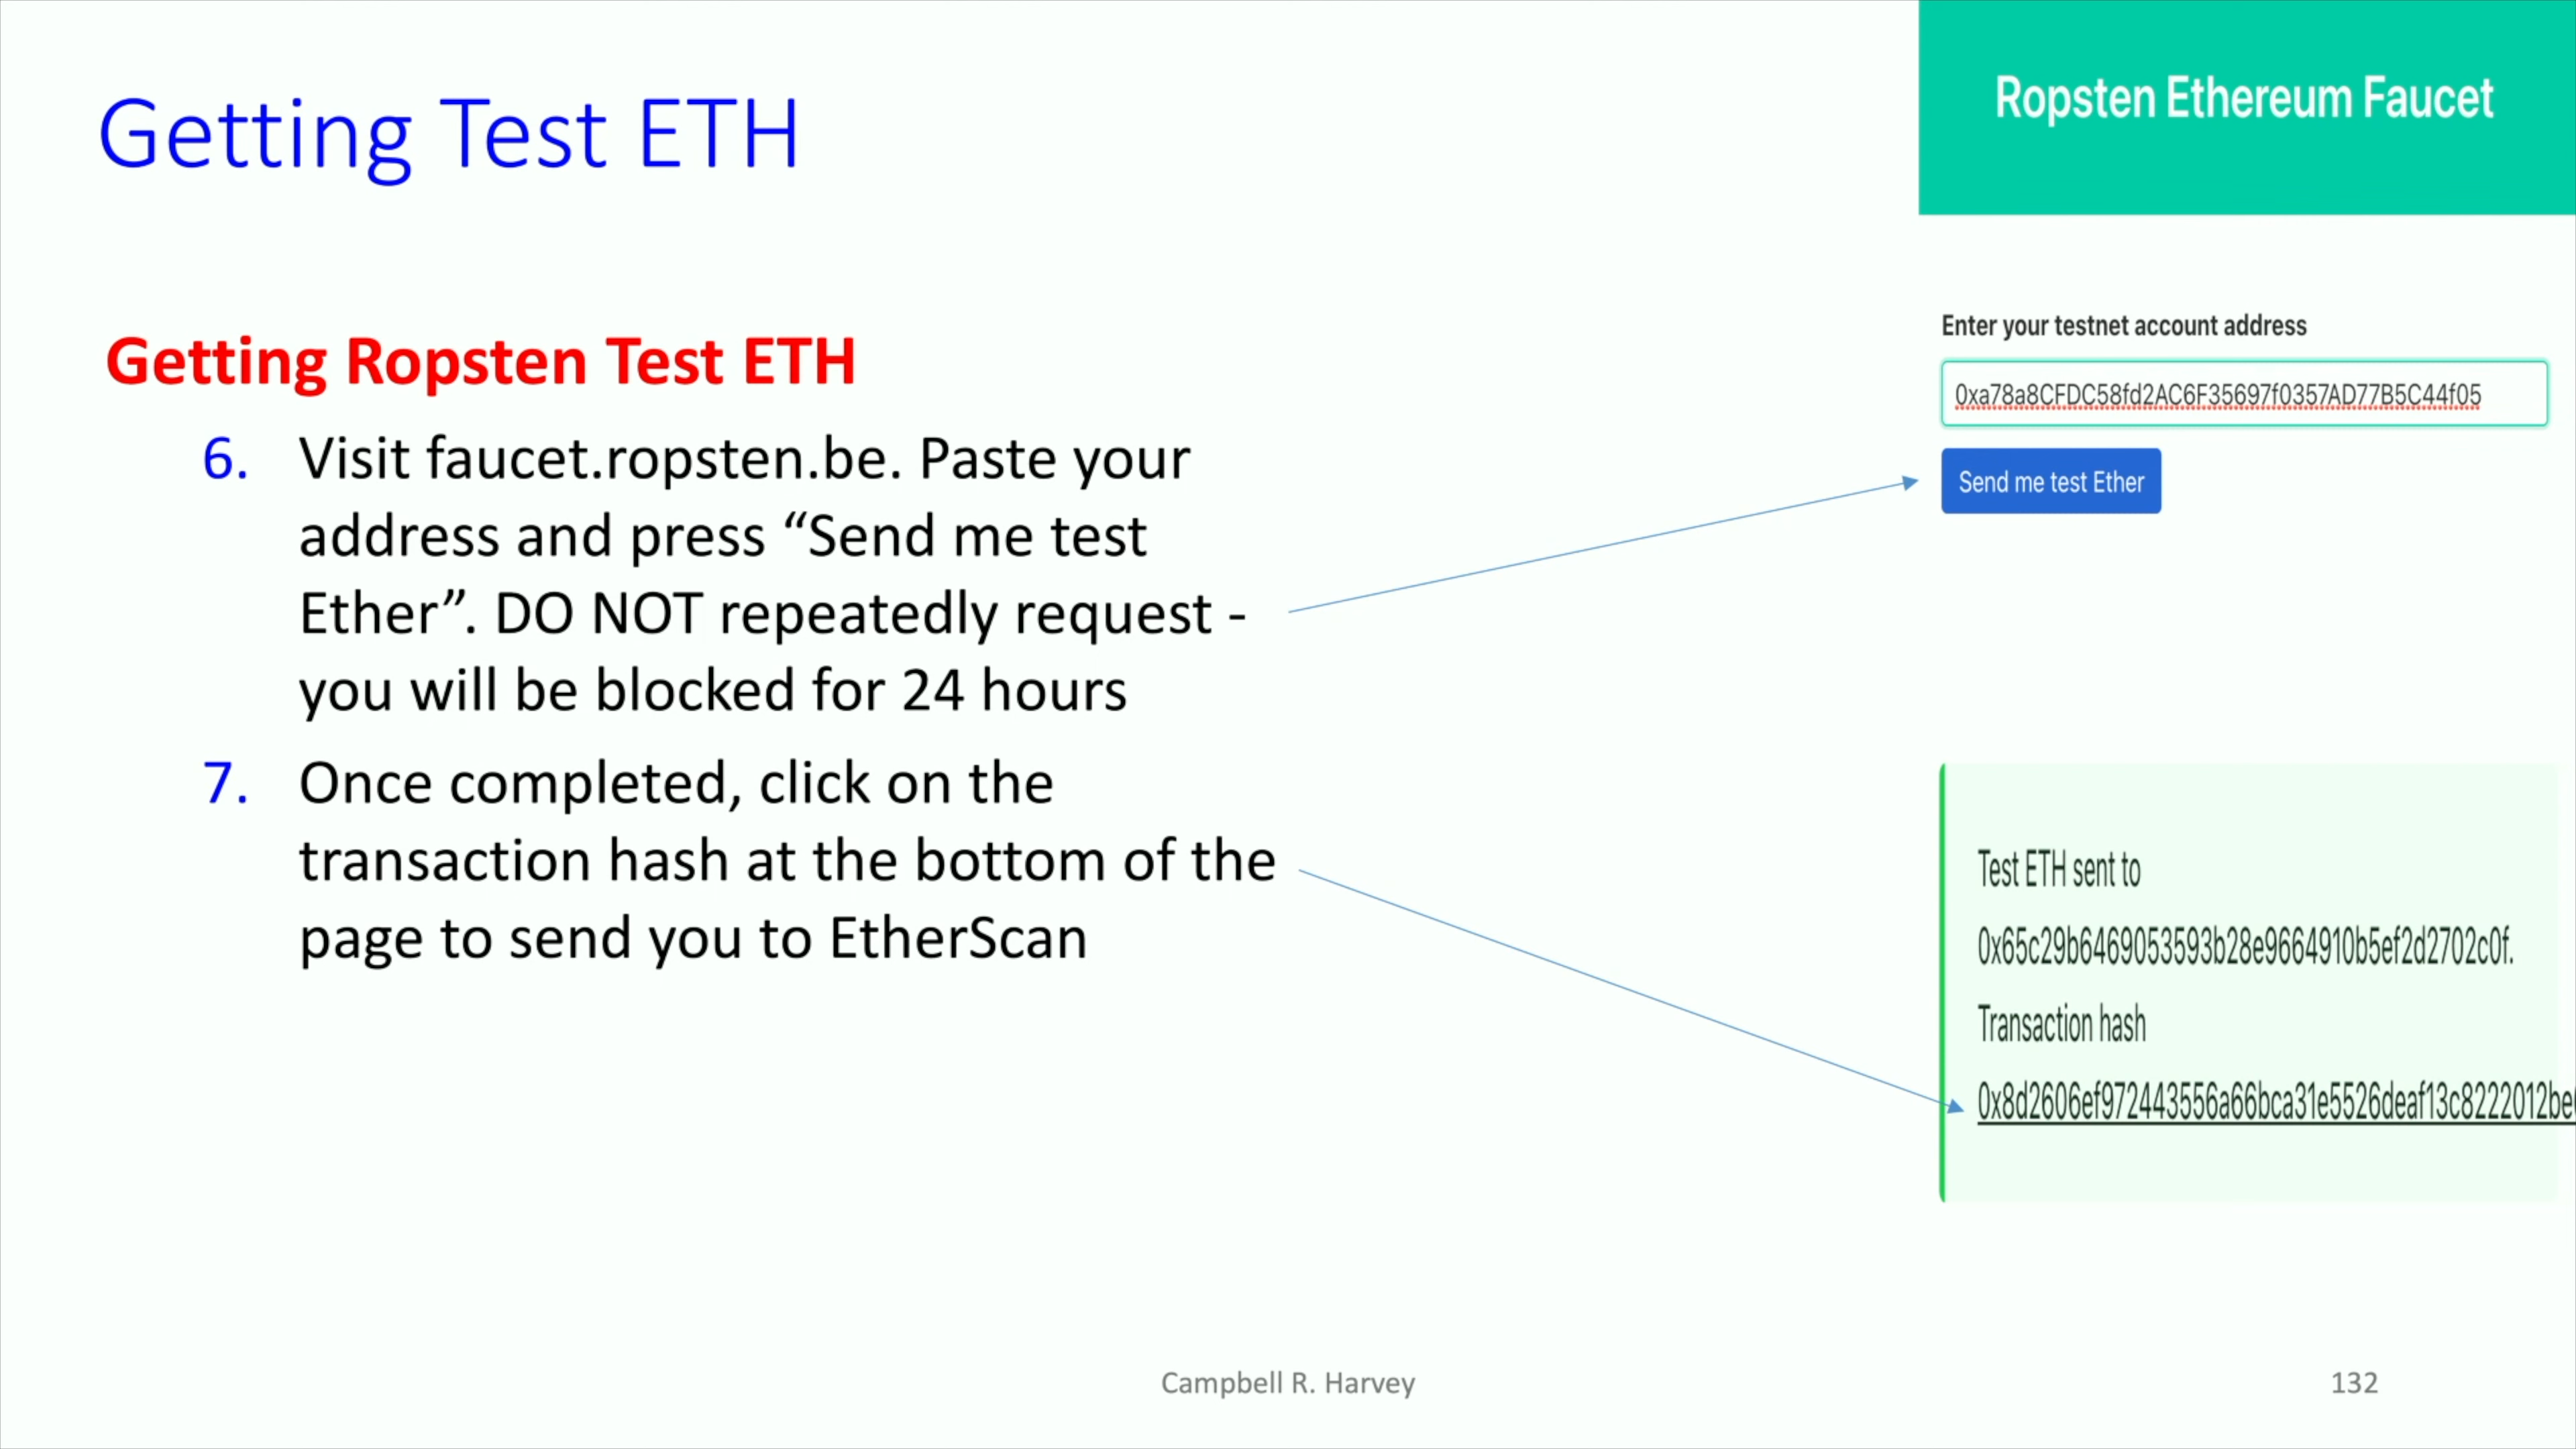 Getting Test ETH
Ropsten Ethereum Faucet
Getting Ropsten Test ETH
6. Visit faucet.ropsten.be. Paste your
address and press “Send me test
Ether”. DO NOT repeatedly request -
you will be blocked for 24 hours
7. Once completed, click on the
transaction hash at the bottom of the
page to send you to EtherScan
Enter your testnet account address
0xa78a8CFDC58fd2AC6F35697f0357AD77B5C44f05
Send me test Ether
Test ETH sent to
0x65c29b6469053593b28e9664910b5ef2d2702c0f.
Transaction hash
0x8d2606ef972443556a66bca31e5526deaf13c8222012be
Campbell R. Harvey
132